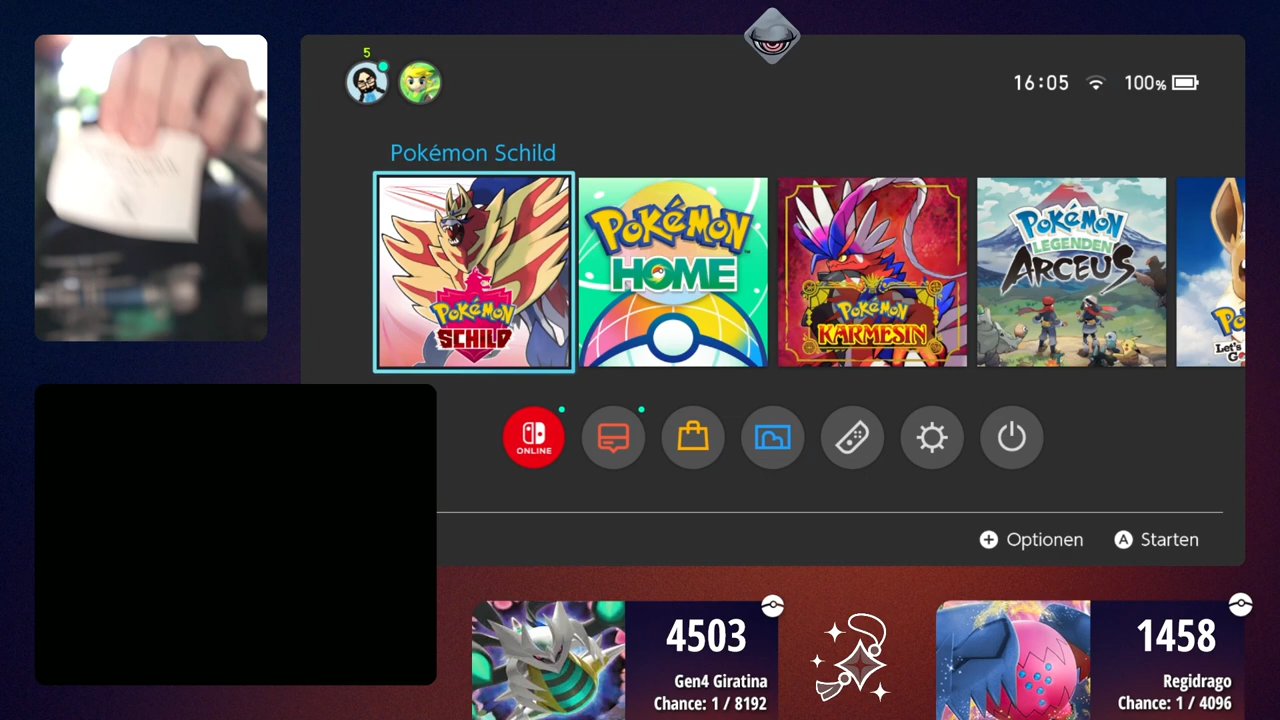 5
16:05
100%
Pokémon Schild
POKÉMON
SCHILD
POKÉMON
HOME
POKÉMON
KARMESIN
POKÉMON
LEGENDEN
ARCEUS
Let's
ONLINE
Optionen
A Starten
4503
Gen4 Giratina
Chance: 1 / 8192
1458
Regidrago
Chance: 1 / 4096